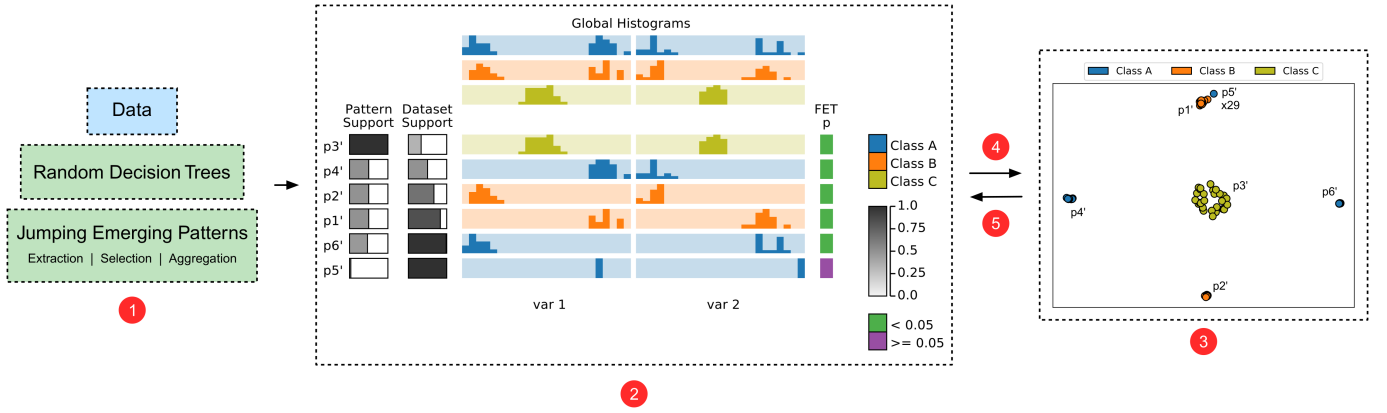 Data
Random Decision Trees
Jumping Emerging Patterns
Extraction | Selection | Aggregation
1
Global Histograms
Pattern Support
Dataset Support
FET p
p3'
p4'
p2'
p1'
p6'
p5'
var 1
var 2
Class A
Class B
Class C
1.0
0.75
0.50
0.25
0.0
< 0.05
>= 0.05
2
4
5
Class A
Class B
Class C
p5'
p1'
x29
p3'
p6'
p4'
p2'
3